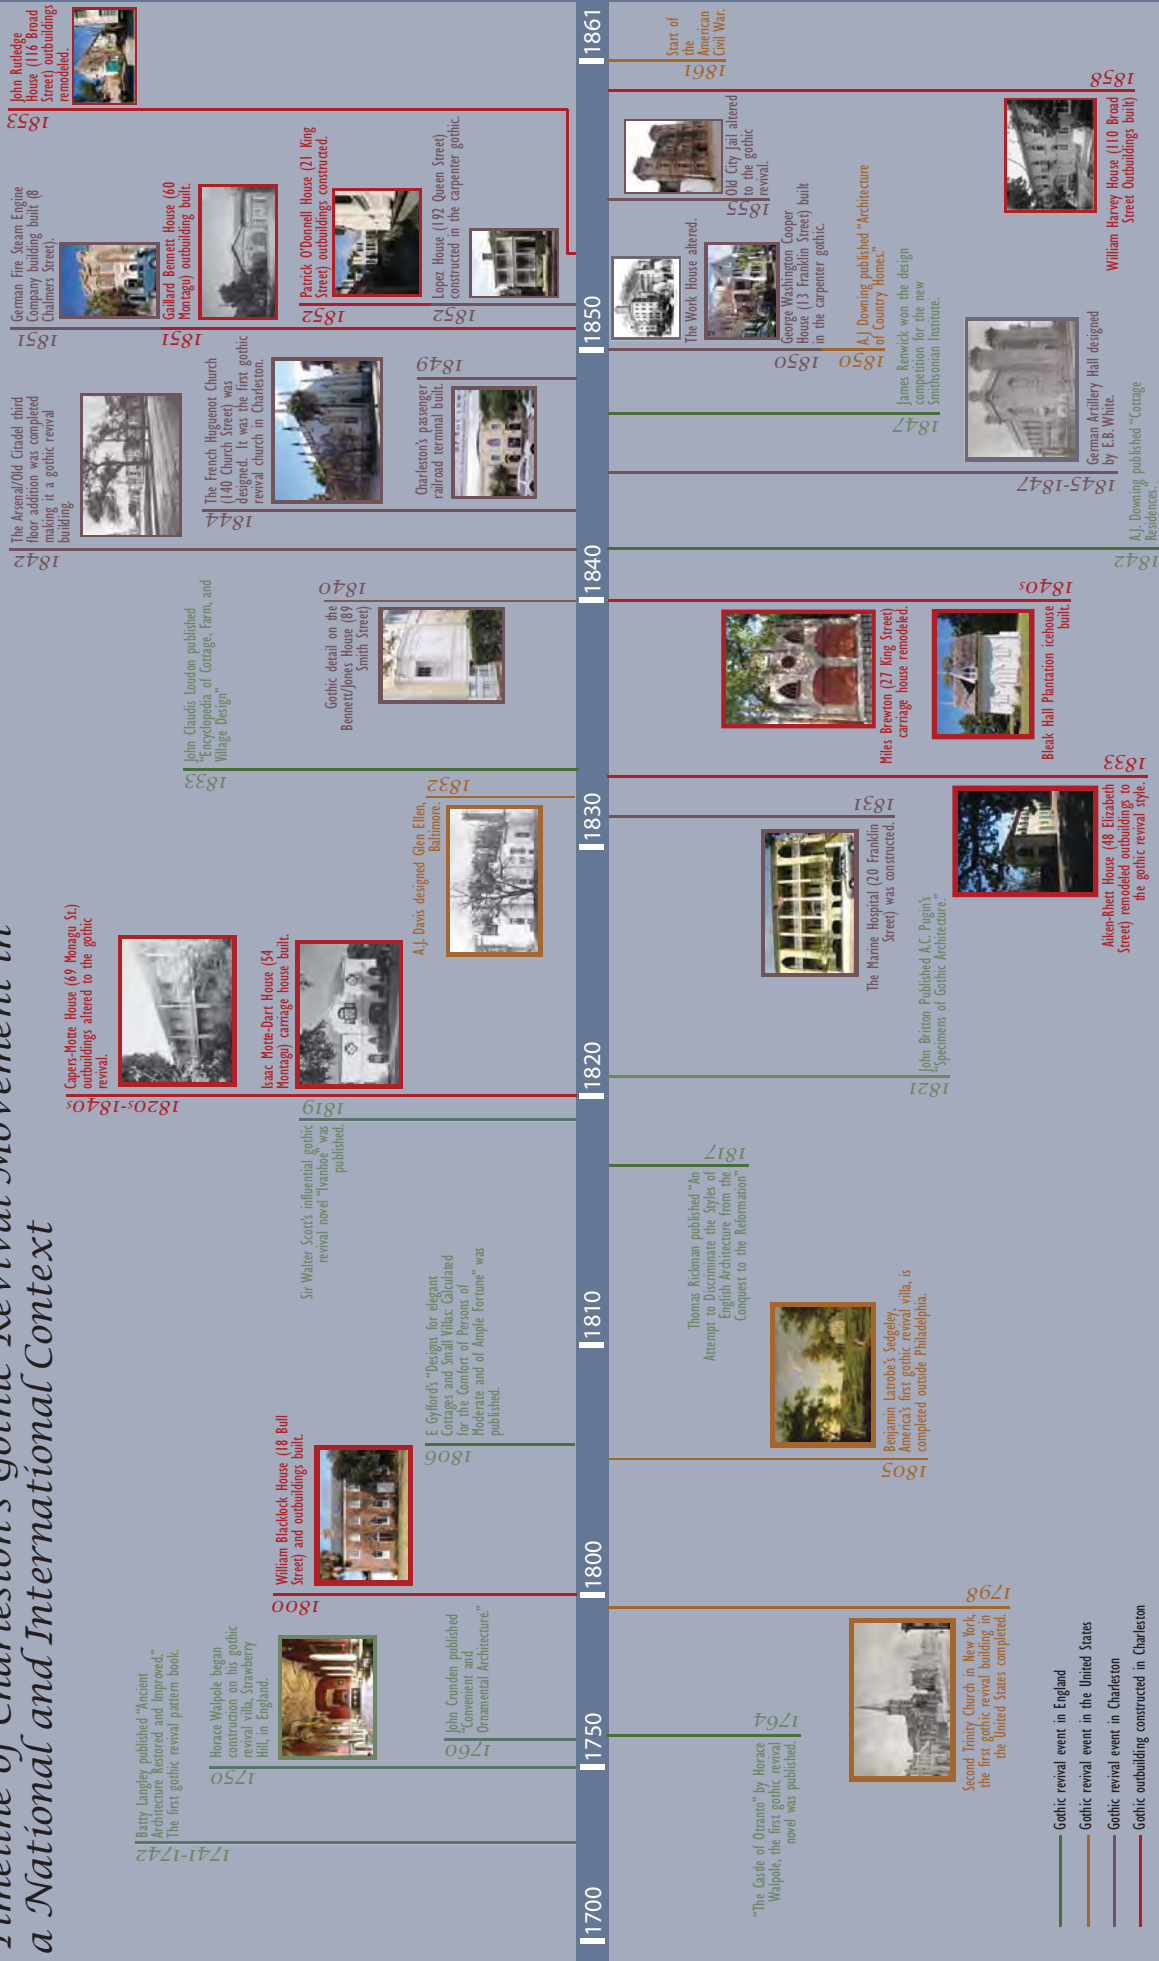 Timeline of Charleston's Gothic Revival Movement in
a National and International Context
1741-1742
Batty Langley published "Ancient
Architecture Restored and Improved."
The first gothic revival pattern book.
1750
Horace Walpole began
construction on his gothic
revival villa, Strawberry
Hill, in England.
1760
John Crunden published
"Convenient and
Ornamental Architecture."
1800
William Blacklock House (18 Bull
Street) and outbuildings built.
1806
E Gyfford's "Designs for elegant
Cottages and Small Villas: Calculated
for the Comfort of Persons of
Moderate and of Ample Fortune" was
published.
1819
Sir Walter Scott's influential gothic
revival novel "Ivanhoe" was
published.
1820s-1840s
Capers-Motte House (69 Monagu St.)
outbuildings altered to the gothic
revival.
Isaac Motte-Dart House (54
Montagu) carriage house built.
1832
A.J. Davis designed Glen Ellen,
Baltimore.
1833
John Claudis Loudon published
"Encyclopedia of Cottage, Farm, and
Village Design"
1840
Gothic detail on the
Bennett/Jones House (89
Smith Street)
1842
The Arsenal/Old Citadel third
floor addition was completed
making it a gothic revival
building.
1844
The French Huguenot Church
(140 Church Street) was
designed. It was the first gothic
revival church in Charleston.
1849
Charleston's passenger
railroad terminal built.
1851
German Fire Steam Engine
Company building built (8
Chalmers Street).
1851
Gaillard Bennett House (60
Montagu) outbuilding built.
1852
Patrick O'Donnell House (21 King
Street) outbuildings constructed.
1852
Lopez House (192 Queen Street)
constructed in the carpenter gothic.
1853
John Rutledge
House (116 Broad
Street) outbuildings
remodeled.
1700
1750
1800
1810
1820
1830
1840
1850
1861
1764
"The Castle of Otranto" by Horace
Walpole, the first gothic revival
novel was published.
1798
Second Trinity Church in New York,
the first gothic revival building in
the United States completed.
1805
Benjamin Latrobe's Sedgeley,
America's first gothic revival villa, is
completed outside Philadelphia.
1817
Thomas Rickman published "An
Attempt to Discriminate the Styles of
English Architecture from the
Conquest to the Reformation"
1821
John Britton Published A.C. Pugin's
"Specimens of Gothic Architecture."
1831
The Marine Hospital (20 Franklin
Street) was constructed.
1833
Aiken-Rhett House (48 Elizabeth
Street) remodeled outbuildings to
the gothic revival style.
1840s
Miles Brewton (27 King Street)
carriage house remodeled.
Bleak Hall Plantation icehouse
built.
1842
A.J. Downing published "Cottage
Residences."
1845-1847
German Artillery Hall designed
by E.B. White.
1847
James Renwick won the design
competition for the new
Smithsonian Institute.
1850
The Work House altered.
George Washington Cooper
House (13 Franklin Street) built
in the carpenter gothic.
1850
A.J Downing published "Architecture
of Country Homes."
1855
Old City Jail altered
to the gothic
revival.
1858
William Harvey House (110 Broad
Street Outbuildings built)
1861
Start of
the
American
Civil War.
Gothic revival event in England
Gothic revival event in the United States
Gothic revival event in Charleston
Gothic outbuilding constructed in Charleston